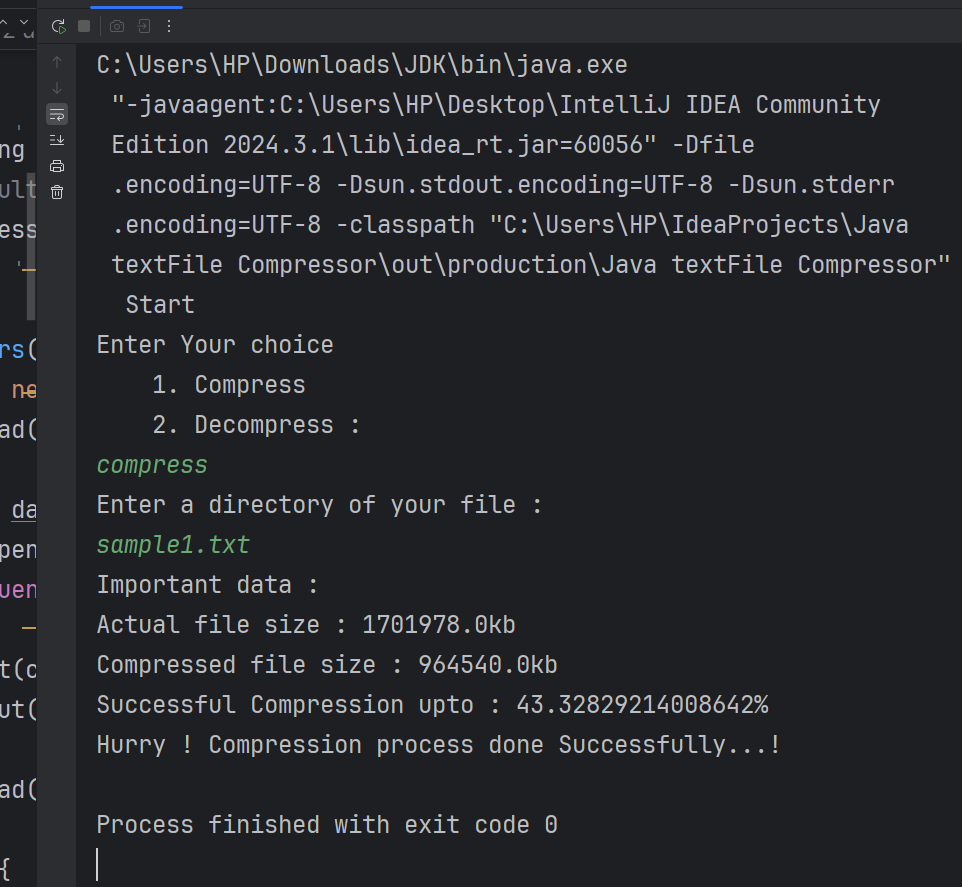 C:\Users\HP\Downloads\JDK\bin\java.exe
"-javaagent:C:\Users\HP\Desktop\IntelliJ IDEA Community
Edition 2024.3.1\lib\idea_rt.jar=60056" -Dfile
.encoding=UTF-8 -Dsun.stdout.encoding=UTF-8 -Dsun.stderr
.encoding=UTF-8 -classpath "C:\Users\HP\IdeaProjects\Java
textFile Compressor\out\production\Java textFile Compressor"
Start
Enter Your choice
1. Compress
2. Decompress :
compress
Enter a directory of your file :
sample1.txt
Important data :
Actual file size : 1701978.0kb
Compressed file size : 964540.0kb
Successful Compression upto : 43.32829214008642%
Hurry ! Compression process done Successfully...!
Process finished with exit code 0